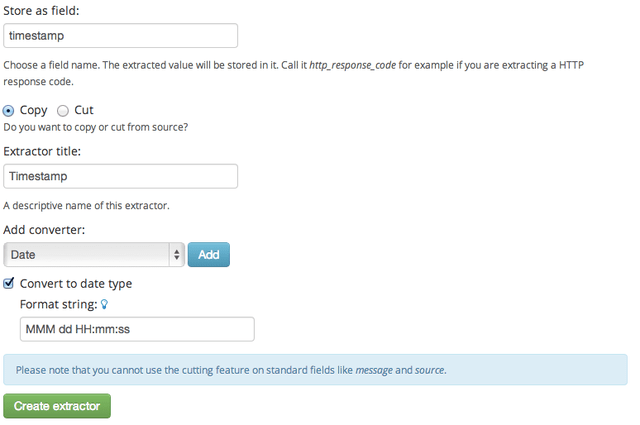 Store as field:
timestamp
Choose a field name. The extracted value will be stored in it. Call it http_response_code for example if you are extracting a HTTP
response code.
Copy Cut
Do you want to copy or cut from source?
Extractor title:
Timestamp
A descriptive name of this extractor.
Add converter:
Date Add
Convert to date type
Format string:
MMM dd HH:mm:ss
Please note that you cannot use the cutting feature on standard fields like message and source.
Create extractor